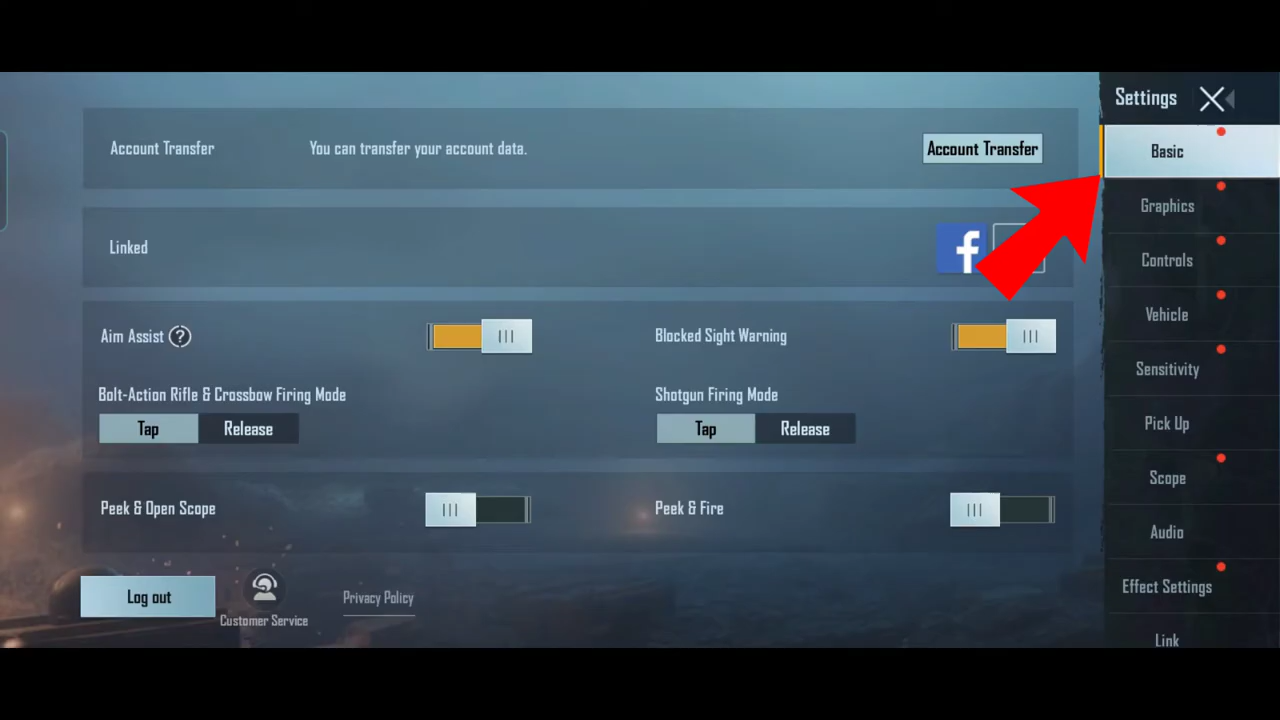 Settings
Account Transfer
You can transfer your account data.
Account Transfer
Basic
Graphics
Linked
Controls
Vehicle
Aim Assist ?
Blocked Sight Warning
Sensitivity
Bolt-Action Rifle & Crossbow Firing Mode
Shotgun Firing Mode
Tap
Release
Tap
Release
Pick Up
Scope
Peek & Open Scope
Peek & Fire
Audio
Effect Settings
Log out
Customer Service
Privacy Policy
Link